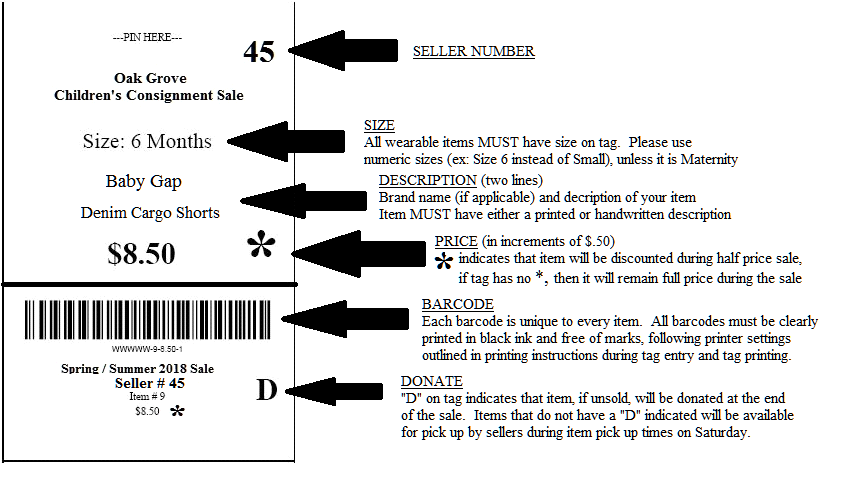 ---PIN HERE---
45
SELLER NUMBER
Oak Grove
Children's Consignment Sale
Size: 6 Months
SIZE
All wearable items MUST have size on tag. Please use
numeric sizes (ex: Size 6 instead of Small), unless it is Maternity
Baby Gap
Denim Cargo Shorts
DESCRIPTION (two lines)
Brand name (if applicable) and decription of your item
Item MUST have either a printed or handwritten description
$8.50 *
PRICE (in increments of $.50)
* indicates that item will be discounted during half price sale,
if tag has no *, then it will remain full price during the sale
BARCODE
Each barcode is unique to every item. All barcodes must be clearly
printed in black ink and free of marks, following printer settings
outlined in printing instructions during tag entry and tag printing.
WWWWW-9-8.50-1
Spring / Summer 2018 Sale
Seller # 45
Item # 9
$8.50 *
D
DONATE
"D" on tag indicates that item, if unsold, will be donated at the end
of the sale. Items that do not have a "D" indicated will be available
for pick up by sellers during item pick up times on Saturday.